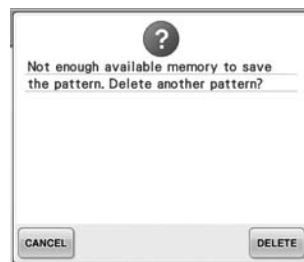 ?
Not enough available memory to save
the pattern. Delete another pattern?
CANCEL
DELETE